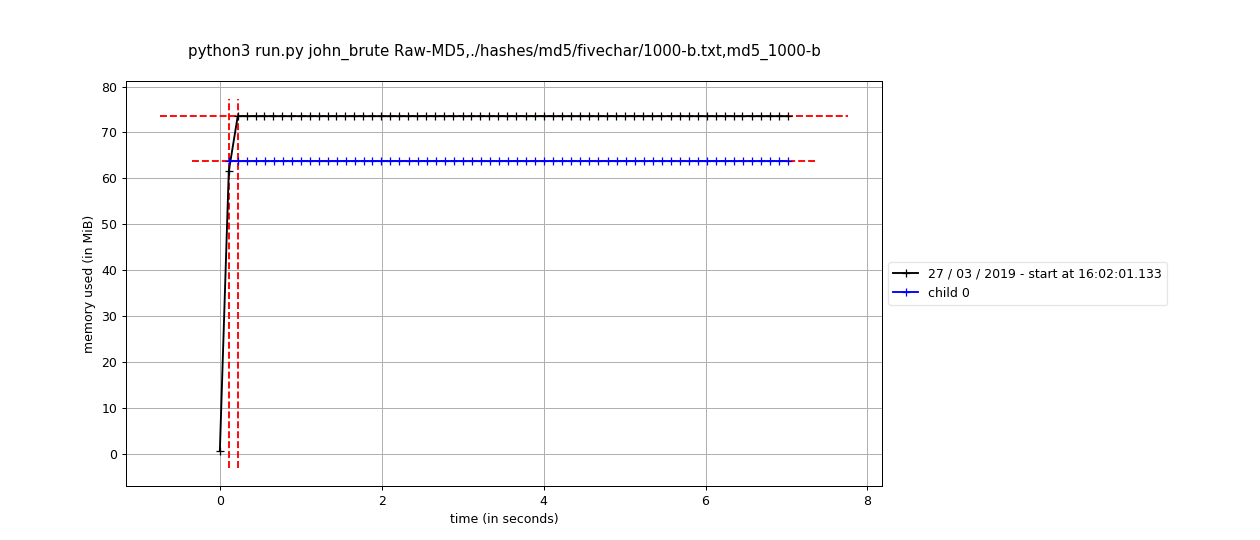 python3 run.py john_brute Raw-MD5,./hashes/md5/fivechar/1000-b.txt,md5_1000-b
80
70
60
50
40
30
20
10
0
memory used (in MiB)
0 2 4 6 8
time (in seconds)
27 / 03 / 2019 - start at 16:02:01.133
child 0